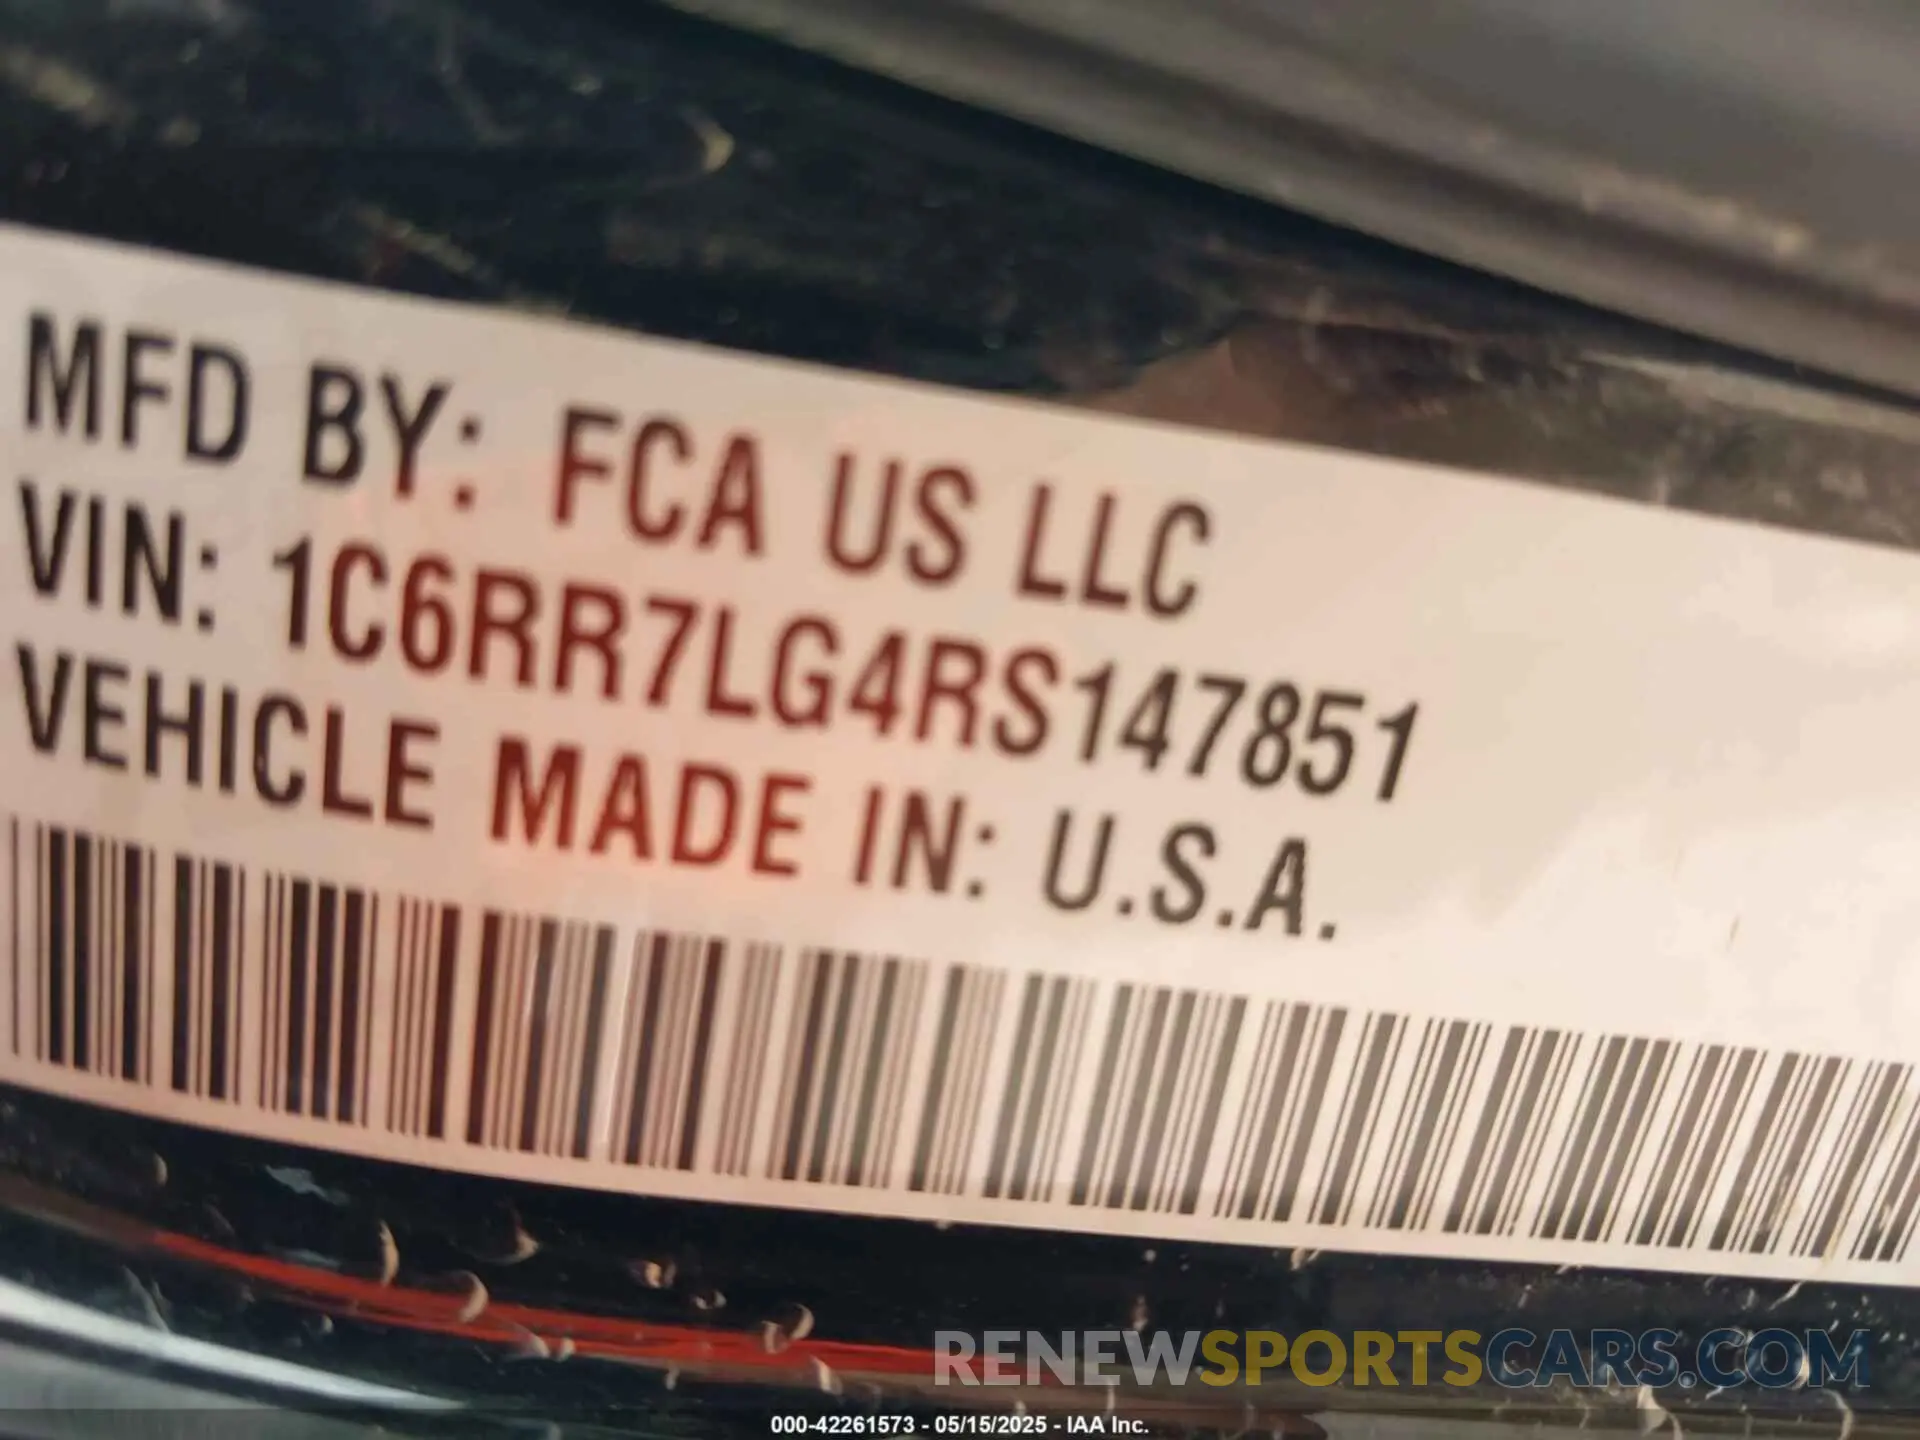 MFD BY: FCA US LLC
VIN: 1C6RR7LG4RS147851
VEHICLE MADE IN: U.S.A.
RENEWSPORTSCARS.COM
000-42261573 - 05/15/2025 - IAA Inc.